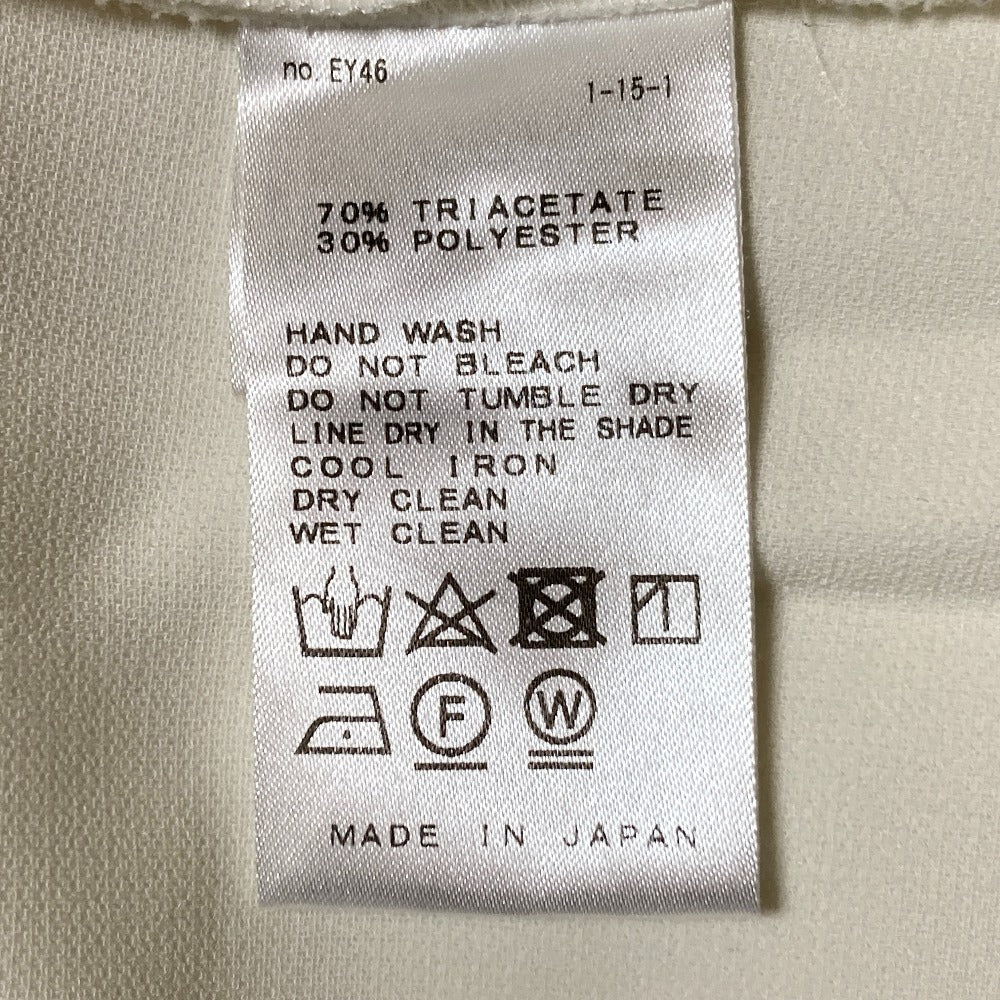 no EY46
1-15-1
70% TRIACETATE
30% POLYESTER
HAND WASH
DO NOT BLEACH
DO NOT TUMBLE DRY
LINE DRY IN THE SHADE
COOL IRON
DRY CLEAN
WET CLEAN
F W
MADE IN JAPAN